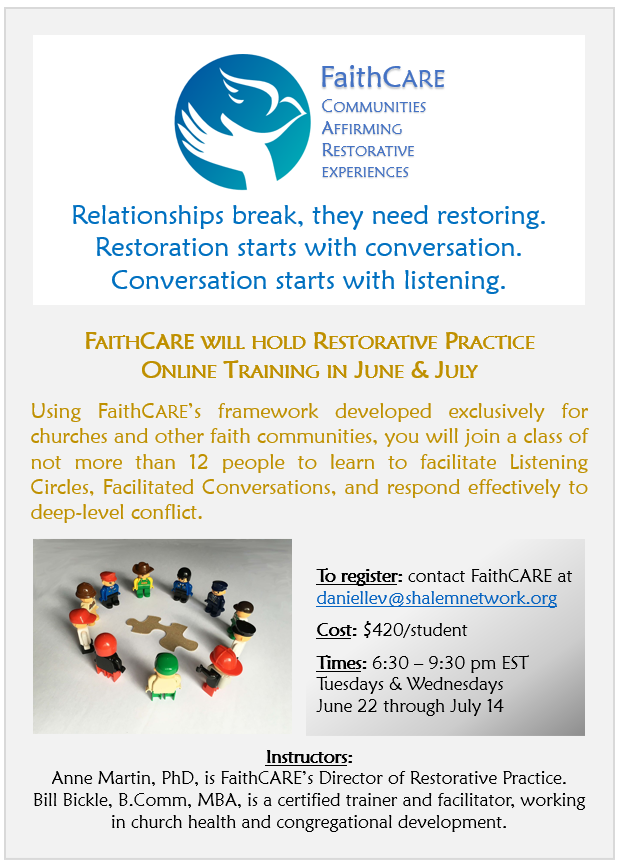 FaithCARE
COMMUNITIES
AFFIRMING
RESTORATIVE
EXPERIENCES
Relationships break, they need restoring.
Restoration starts with conversation.
Conversation starts with listening.
FAITHCARE WILL HOLD RESTORATIVE PRACTICE
ONLINE TRAINING IN JUNE & JULY
Using FaithCARE’s framework developed exclusively for
churches and other faith communities, you will join a class of
not more than 12 people to learn to facilitate Listening
Circles, Facilitated Conversations, and respond effectively to
deep-level conflict.
To register: contact FaithCARE at
daniellev@shalemnetwork.org
Cost: $420/student
Times: 6:30 – 9:30 pm EST
Tuesdays & Wednesdays
June 22 through July 14
Instructors:
Anne Martin, PhD, is FaithCARE’s Director of Restorative Practice.
Bill Bickle, B.Comm, MBA, is a certified trainer and facilitator, working
in church health and congregational development.